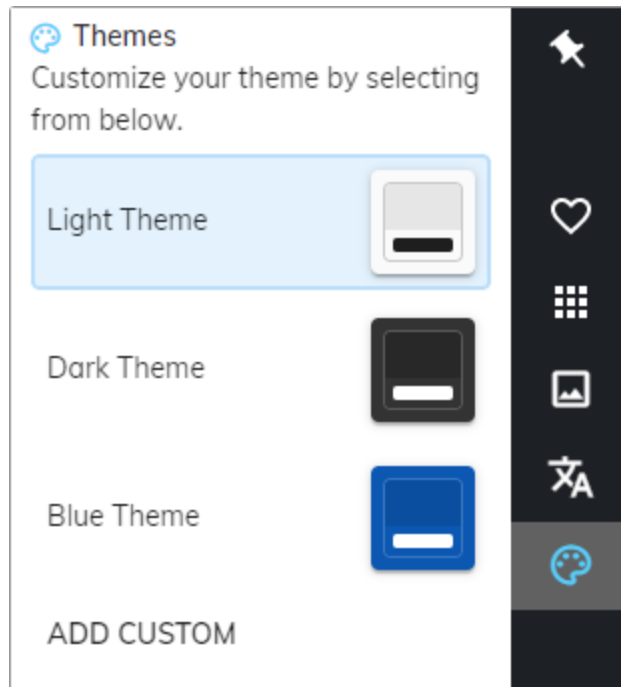 Themes
Customize your theme by selecting
from below.
Light Theme
Dark Theme
Blue Theme
ADD CUSTOM